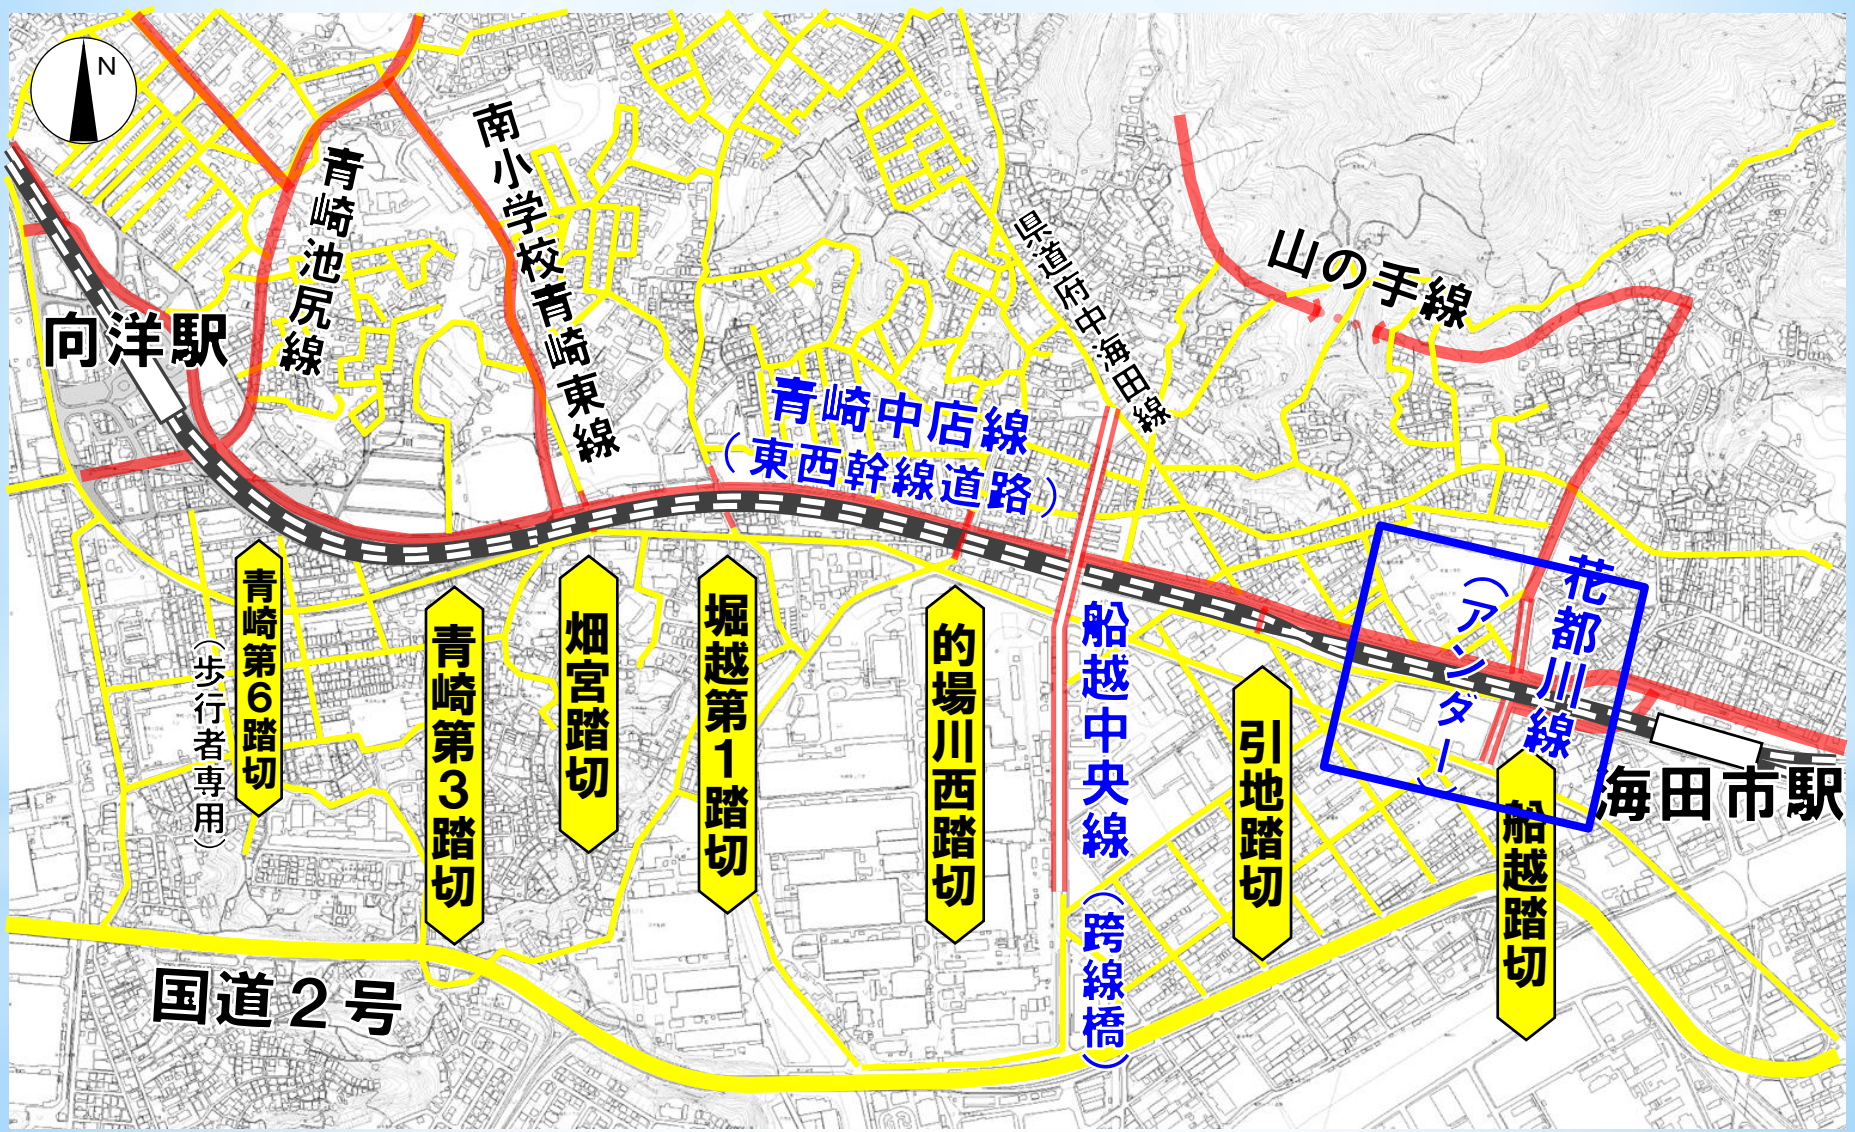 N
青崎池尻線
南小学校青崎東線
県道府中海田線
山の手線
向洋駅
青崎中店線
（東西幹線道路）
青崎第６踏切
（歩行者専用）
青崎第３踏切
畑宮踏切
堀越第１踏切
的場川西踏切
船越中央線（跨線橋）
引地踏切
花都川線
（アンダー）
船越踏切
海田市駅
国道２号